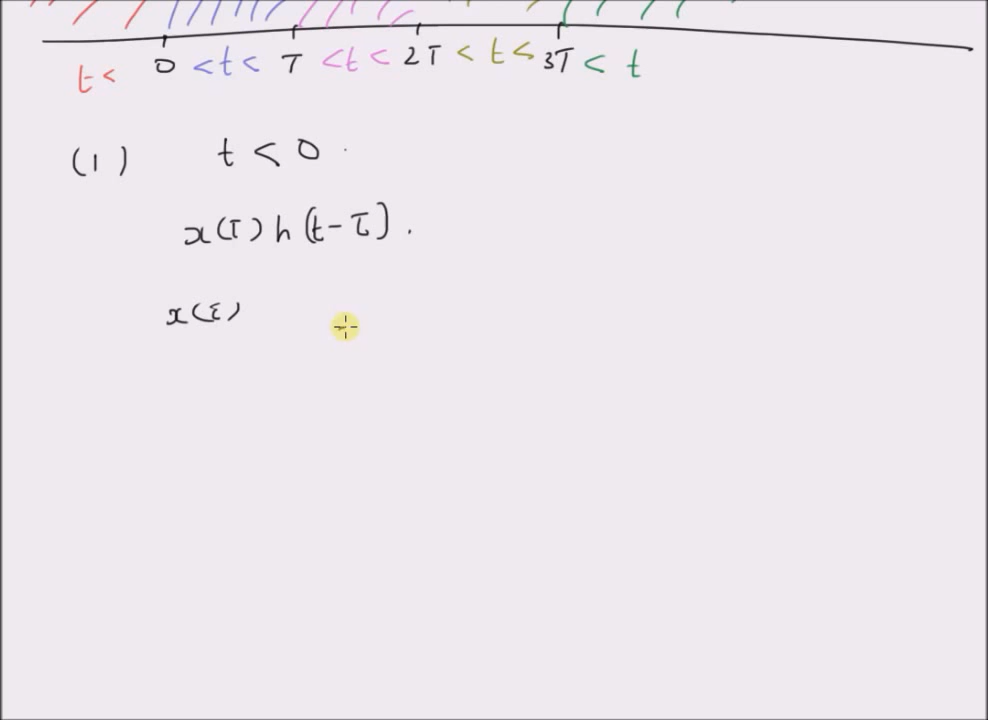 t < 0 < t < T < t < 2T < t < 3T < t
(1) t < 0 .
x(τ) h(t-τ) .
x(τ)